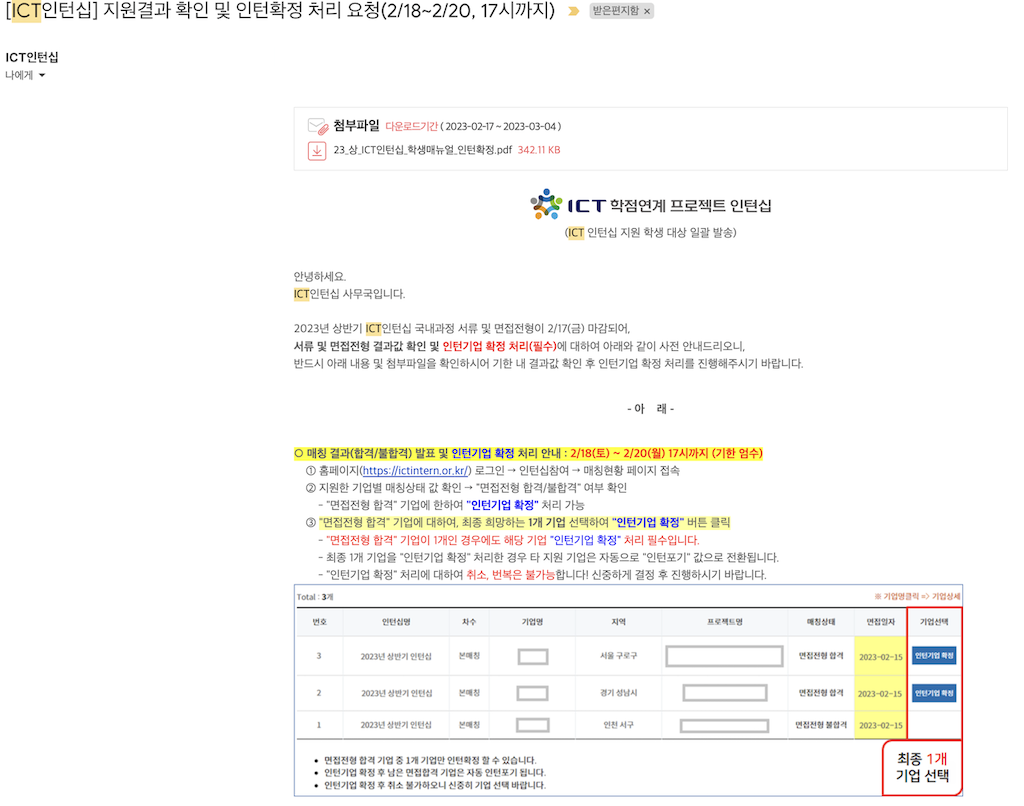 [ICT인턴십] 지원결과 확인 및 인턴확정 처리 요청(2/18~2/20, 17시까지) 받은편지함 ×
ICT인턴십
나에게
첨부파일 다운로드기간 ( 2023-02-17 ~ 2023-03-04 )
23_상_ICT인턴십_학생매뉴얼_인턴확정.pdf 342.11 KB
ICT 학점연계 프로젝트 인턴십
(ICT 인턴십 지원 학생 대상 일괄 발송)
안녕하세요.
ICT인턴십 사무국입니다.
2023년 상반기 ICT인턴십 국내과정 서류 및 면접전형이 2/17(금) 마감되어,
서류 및 면접전형 결과값 확인 및 인턴기업 확정 처리(필수)에 대하여 아래와 같이 사전 안내드리오니,
반드시 아래 내용 및 첨부파일을 확인하시어 기한 내 결과값 확인 후 인턴기업 확정 처리를 진행해주시기 바랍니다.
- 아 래 -
○ 매칭 결과(합격/불합격) 발표 및 인턴기업 확정 처리 안내 : 2/18(토) ~ 2/20(월) 17시까지 (기한 엄수)
① 홈페이지(https://ictintern.or.kr/) 로그인 → 인턴십참여 → 매칭현황 페이지 접속
② 지원한 기업별 매칭상태 값 확인 → "면접전형 합격/불합격" 여부 확인
- "면접전형 합격" 기업에 한하여 "인턴기업 확정" 처리 가능
③ "면접전형 합격" 기업에 대하여, 최종 희망하는 1개 기업 선택하여 "인턴기업 확정" 버튼 클릭
- "면접전형 합격" 기업이 1개인 경우에도 해당 기업 "인턴기업 확정" 처리 필수입니다.
- 최종 1개 기업을 "인턴기업 확정" 처리한 경우 타 지원 기업은 자동으로 "인턴포기" 값으로 전환됩니다.
- "인턴기업 확정" 처리에 대하여 취소, 번복은 불가능합니다! 신중하게 결정 후 진행하시기 바랍니다.
Total : 3개 ※ 기업명클릭 => 기업상세
번호 인턴십명 차수 기업명 지역 프로젝트명 매칭상태 면접일자 기업선택
3 2023년 상반기 인턴십 본매칭 서울 구로구 면접전형 합격 2023-02-15 인턴기업 확정
2 2023년 상반기 인턴십 본매칭 경기 성남시 면접전형 합격 2023-02-15 인턴기업 확정
1 2023년 상반기 인턴십 본매칭 인천 서구 면접전형 불합격 2023-02-15
• 면접전형 합격 기업 중 1개 기업만 인턴확정 할 수 있습니다.
• 인턴기업 확정 후 남은 면접합격 기업은 자동 인턴포기 됩니다.
• 인턴기업 확정 후 취소 불가하오니 신중히 기업 선택 바랍니다.
최종 1개
기업 선택